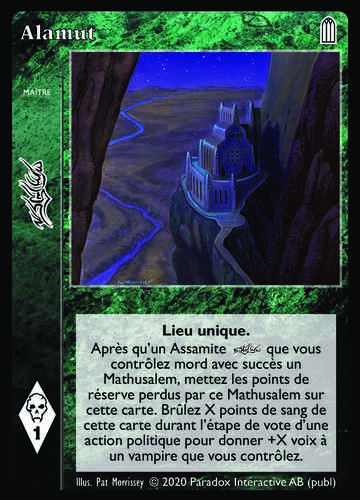 Alamut
MAÎTRE
Lieu unique.
Après qu'un Assamite que vous
contrôlez mord avec succès un
Mathusalem, mettez les points de
réserve perdus par ce Mathusalem sur
cette carte. Brûlez X points de sang de
cette carte durant l'étape de vote d'une
action politique pour donner +X voix à
un vampire que vous contrôlez.
1
Illus. Pat Morrissey © 2020 Paradox Interactive AB (publ)